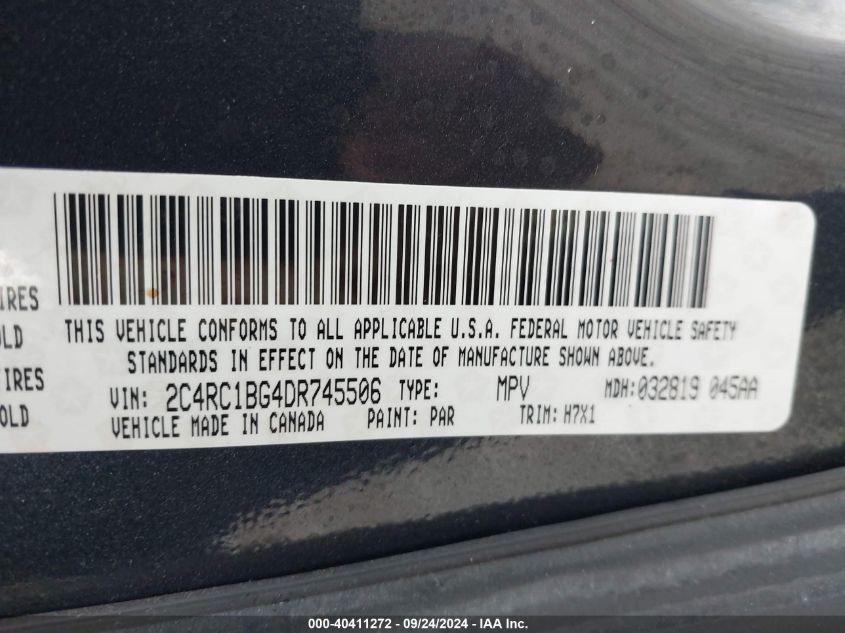 IRES
OLD
IRES
OLD
THIS VEHICLE CONFORMS TO ALL APPLICABLE U.S.A. FEDERAL MOTOR VEHICLE SAFETY
STANDARDS IN EFFECT ON THE DATE OF MANUFACTURE SHOWN ABOVE.
VIN: 2C4RC1BG4DR745506 TYPE: MPV MDH:032819 045AA
VEHICLE MADE IN CANADA PAINT: PAR TRIM: H7X1
000-40411272 - 09/24/2024 - IAA Inc.